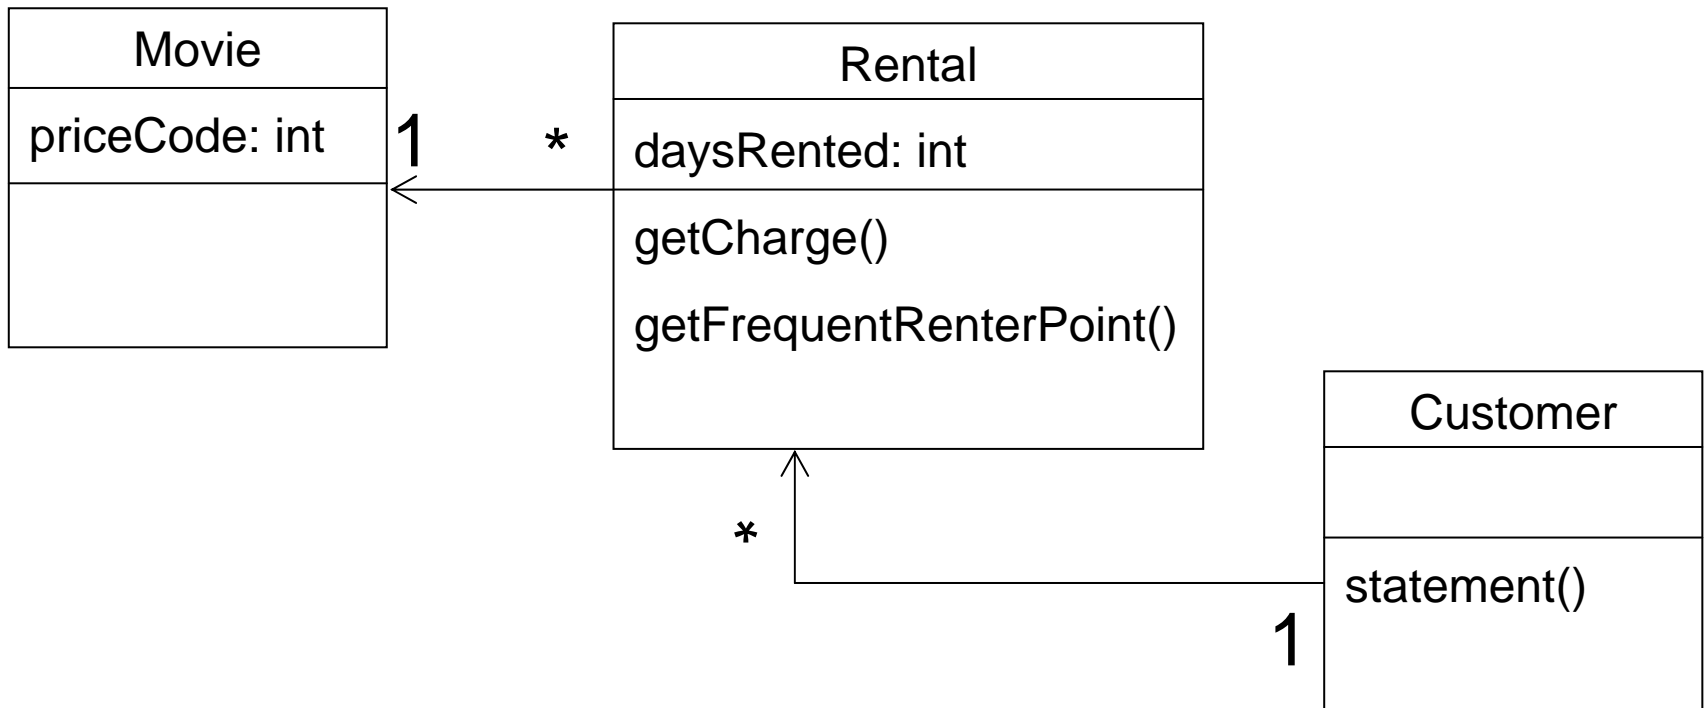 Movie
priceCode: int
1
*
Rental
daysRented: int
getCharge()
getFrequentRenterPoint()
*
1
Customer
statement()